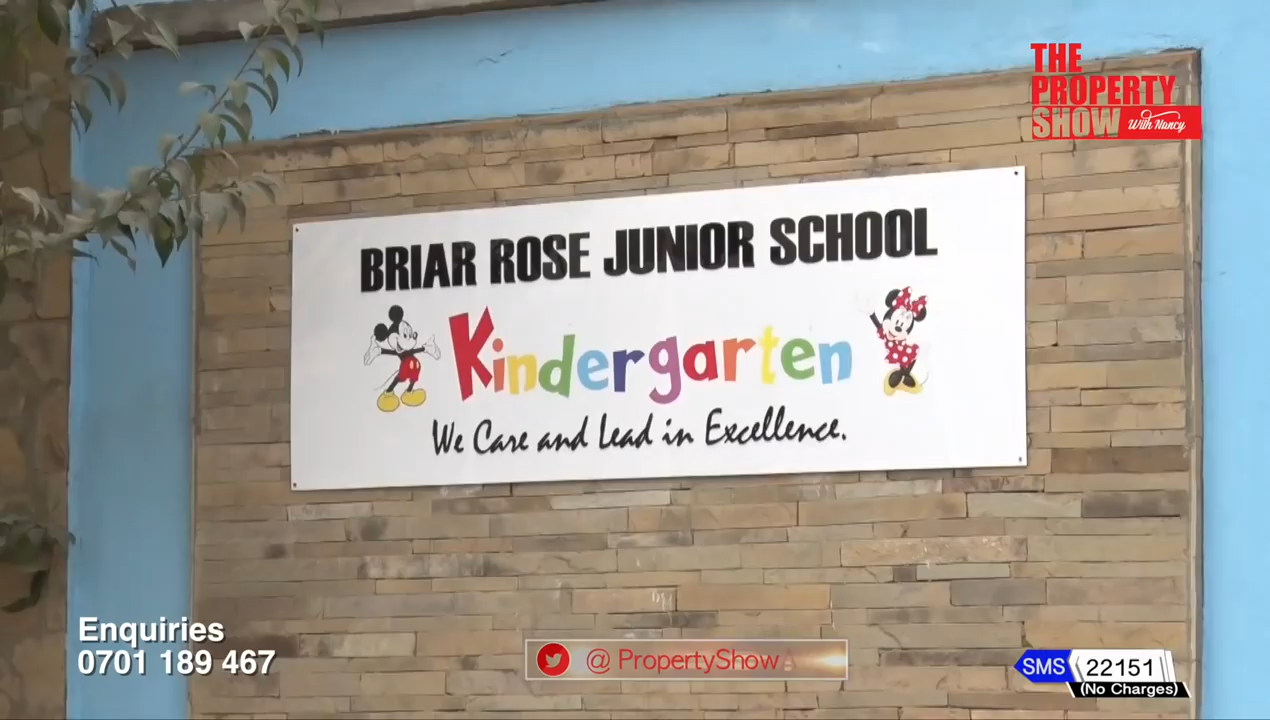 THE
PROPERTY
SHOW With Nancy
BRIAR ROSE JUNIOR SCHOOL
Kindergarten
We Care and Lead in Excellence.
Enquiries
0701 189 467
@ PropertyShow
SMS 22151
(No Charges)